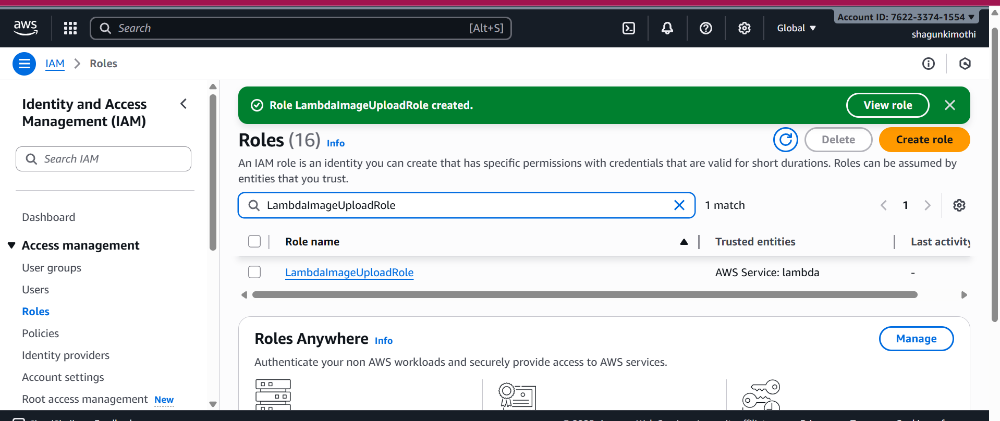 aws
Search
[Alt+S]
Global
Account ID: 7622-3374-1554
shagunkimothi
IAM
Roles
Identity and Access
Management (IAM)
Search IAM
Dashboard
Access management
User groups
Users
Roles
Policies
Identity providers
Account settings
Root access management New
Role LambdaImageUploadRole created.
View role
Roles (16) Info
Delete
Create role
An IAM role is an identity you can create that has specific permissions with credentials that are valid for short durations. Roles can be assumed by
entities that you trust.
LambdaImageUploadRole
1 match
1
Role name
Trusted entities
Last activity
LambdaImageUploadRole
AWS Service: lambda
-
Roles Anywhere Info
Manage
Authenticate your non AWS workloads and securely provide access to AWS services.